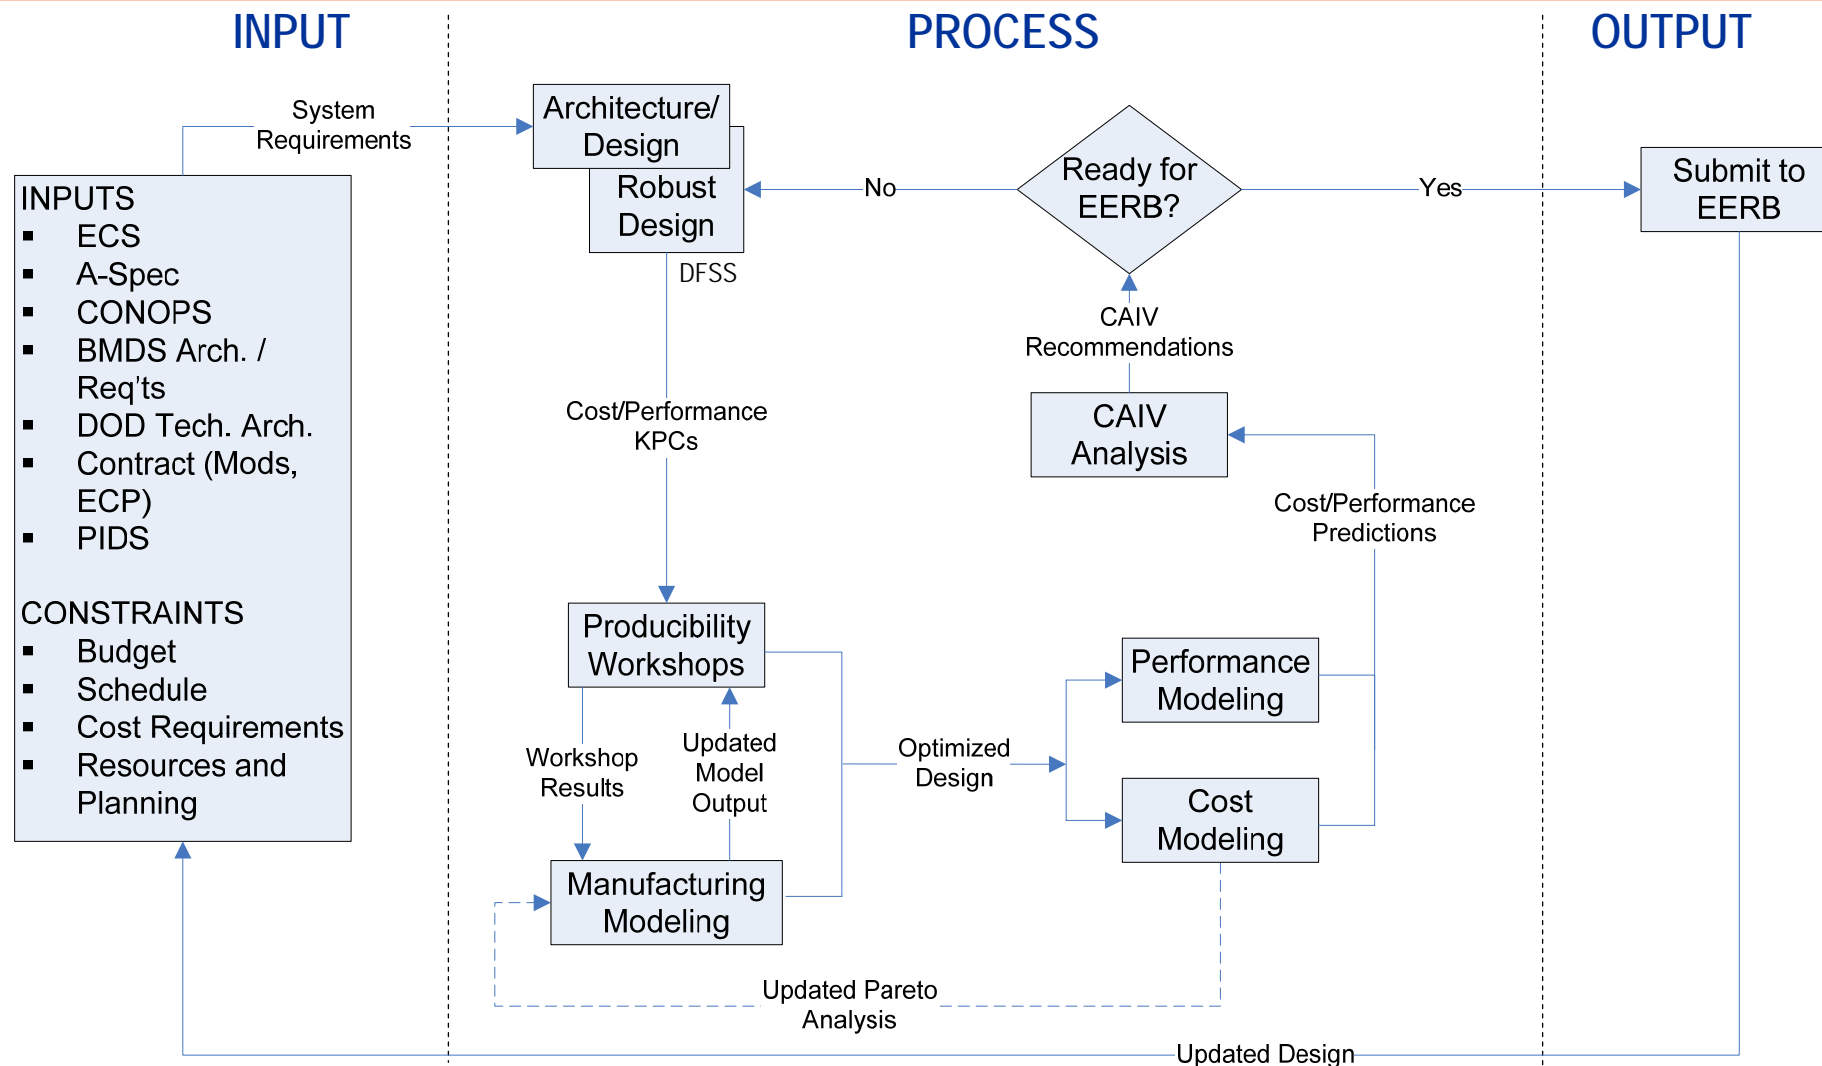 INPUT
PROCESS
OUTPUT
System
Requirements
INPUTS
▪ ECS
▪ A-Spec
▪ CONOPS
▪ BMDS Arch. /
Req'ts
▪ DOD Tech. Arch.
▪ Contract (Mods,
ECP)
▪ PIDS
CONSTRAINTS
▪ Budget
▪ Schedule
▪ Cost Requirements
▪ Resources and
Planning
Architecture/
Design
Robust
Design
DFSS
No
Ready for
EERB?
Yes
Submit to
EERB
CAIV
Recommendations
CAIV
Analysis
Cost/Performance
KPCs
Cost/Performance
Predictions
Producibility
Workshops
Workshop
Results
Updated
Model
Output
Manufacturing
Modeling
Optimized
Design
Performance
Modeling
Cost
Modeling
Updated Pareto
Analysis
Updated Design